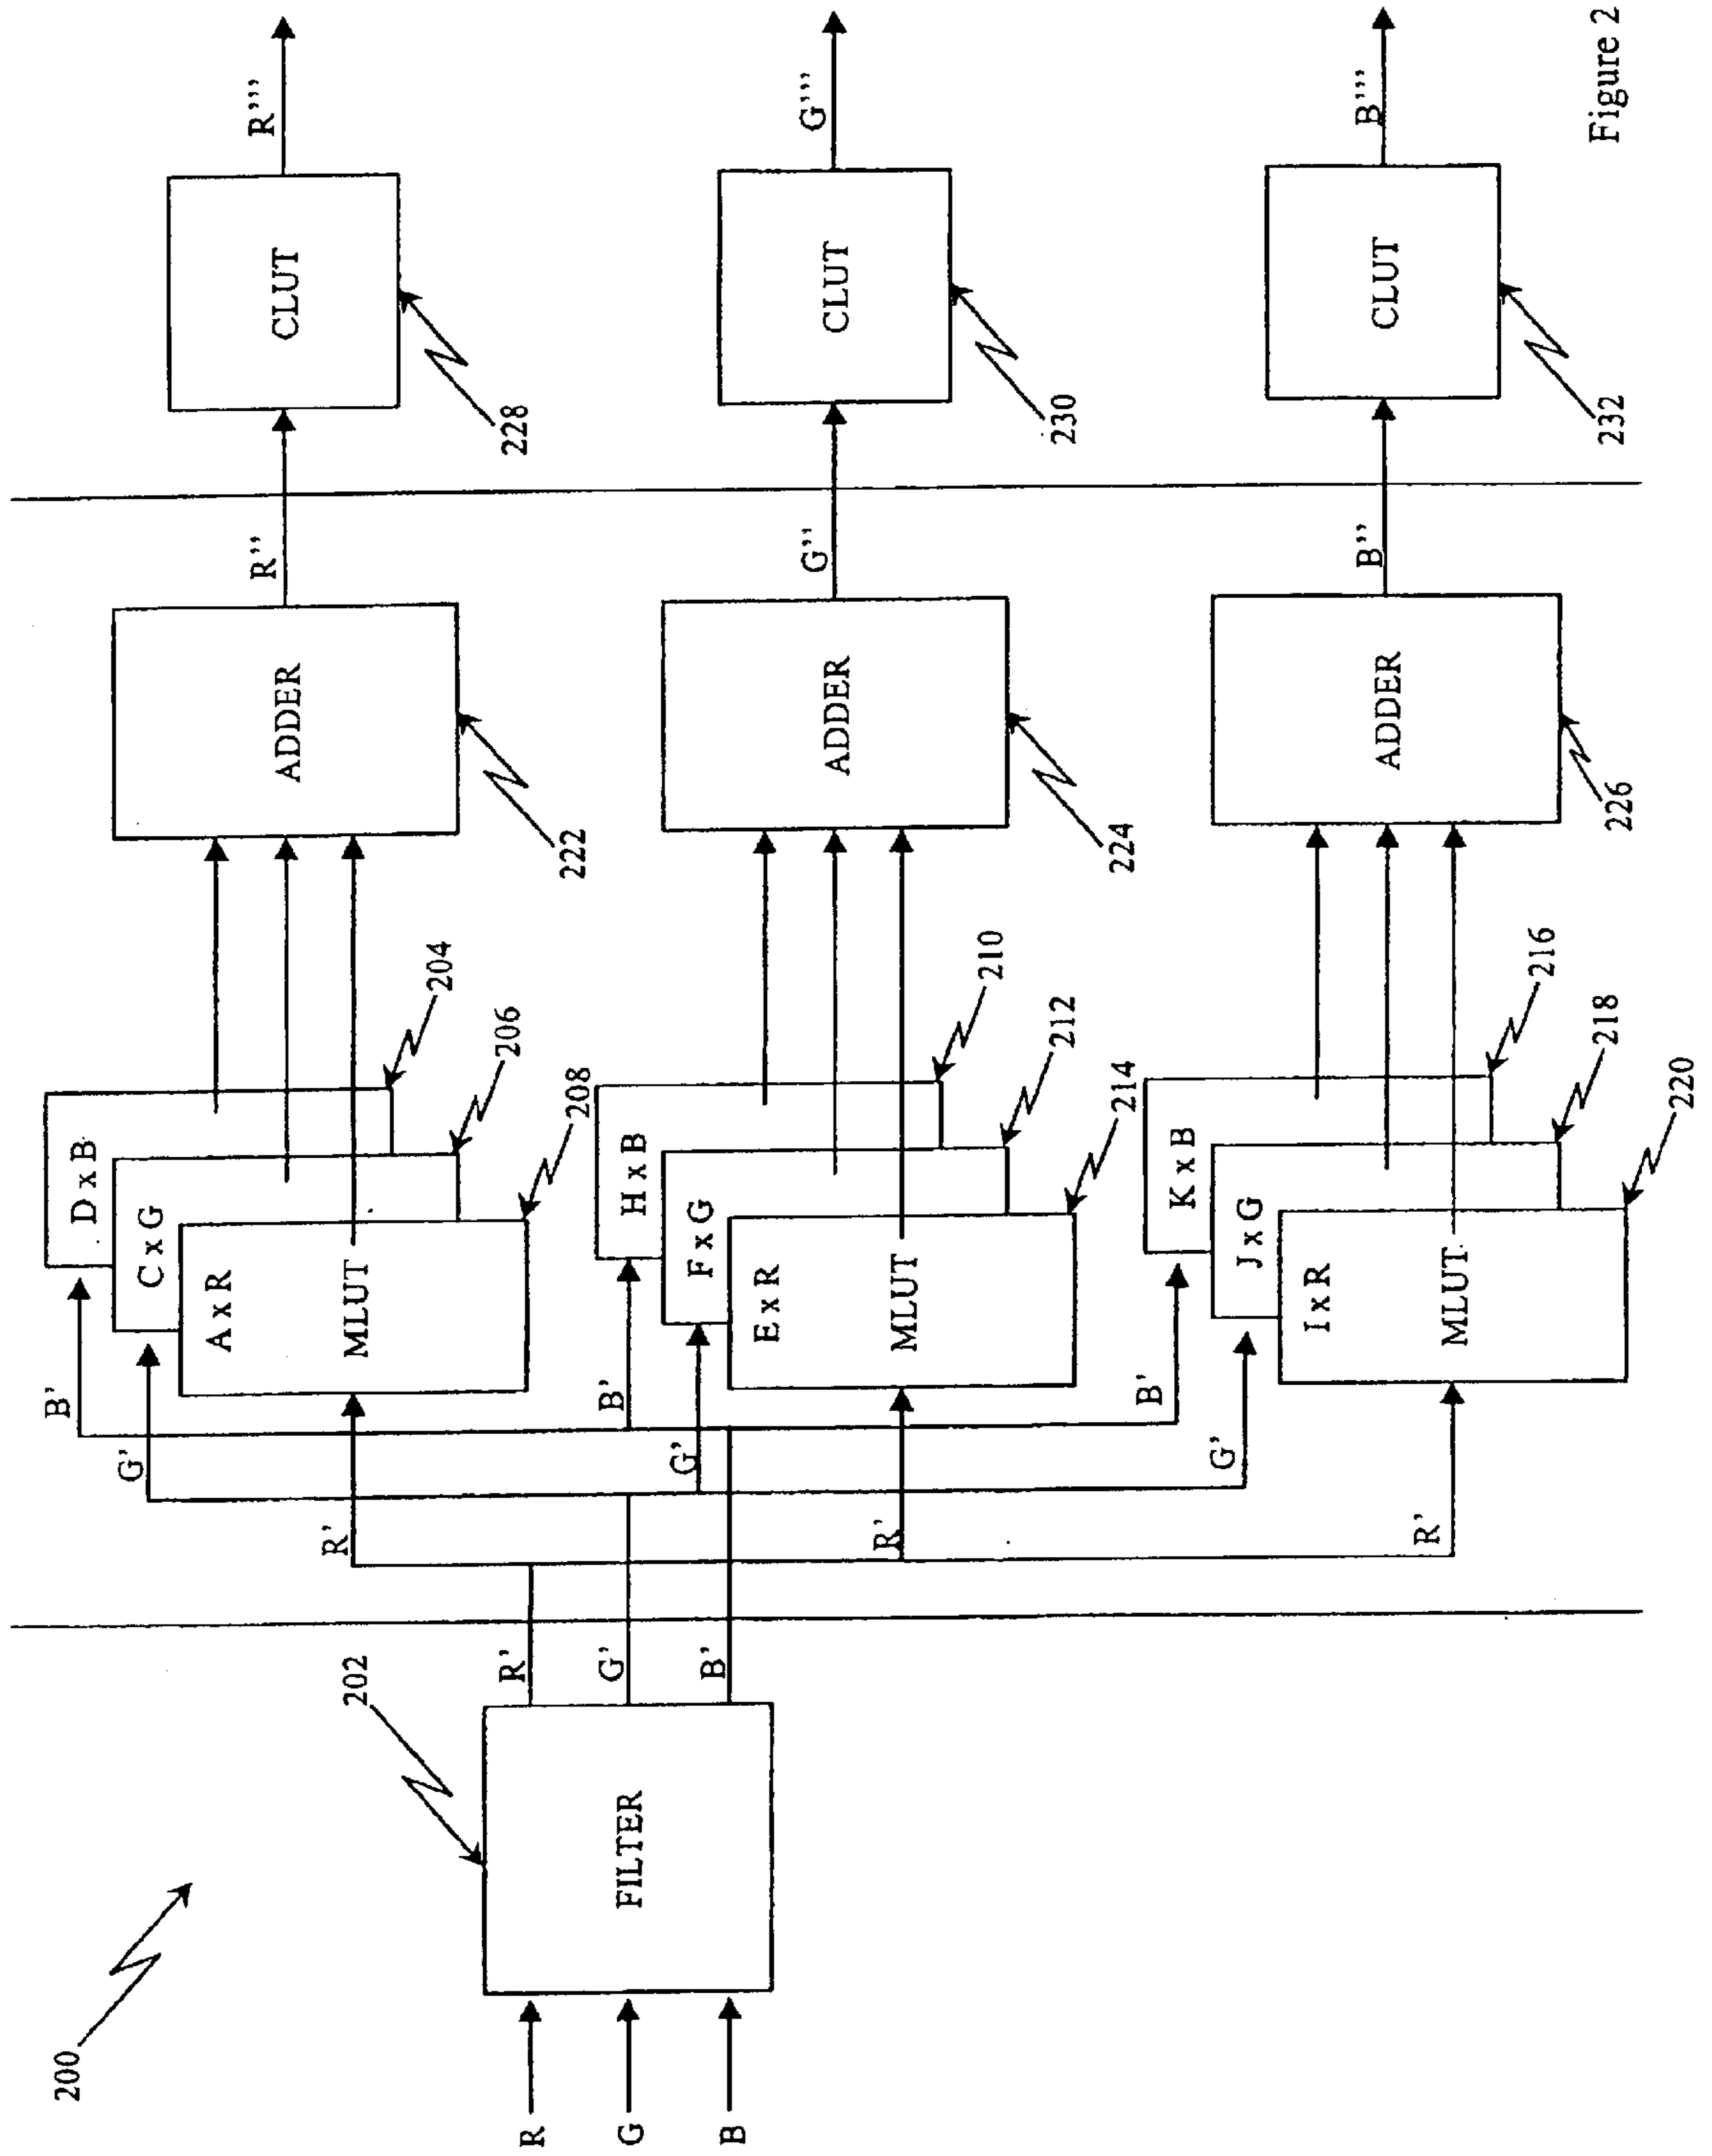 200
R
G
B
FILTER
202
R'
G'
B'
R'
G'
B'
R'
G'
B'
R'
G'
B'
D x B
C x G
A x R
MLUT
204
206
208
H x B
F x G
E x R
MLUT
210
212
214
K x B
J x G
I x R
MLUT
216
218
220
ADDER
222
ADDER
224
ADDER
226
R''
G''
B''
CLUT
228
CLUT
230
CLUT
232
R'''
G'''
B'''
Figure 2